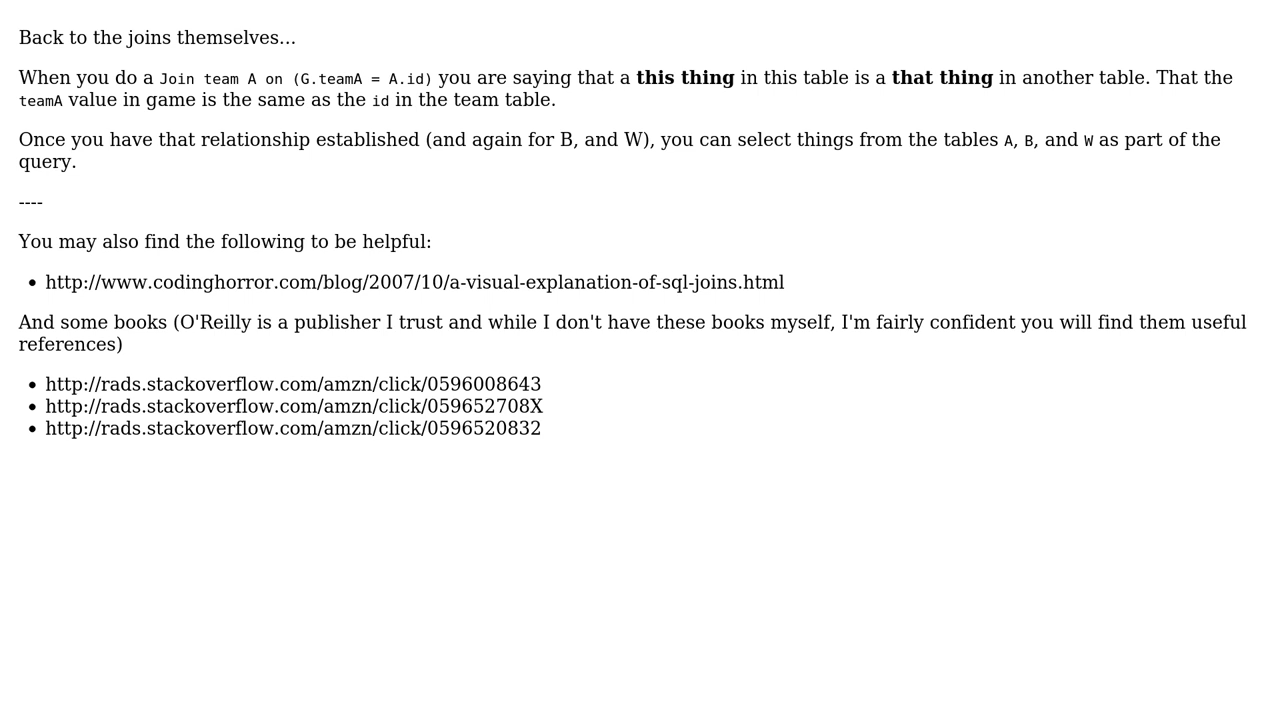 Back to the joins themselves...
When you do a Join team A on (G.teamA = A.id) you are saying that a this thing in this table is a that thing in another table. That the
teamA value in game is the same as the id in the team table.
Once you have that relationship established (and again for B, and W), you can select things from the tables A, B, and W as part of the
query.
----
You may also find the following to be helpful:
• http://www.codinghorror.com/blog/2007/10/a-visual-explanation-of-sql-joins.html
And some books (O'Reilly is a publisher I trust and while I don't have these books myself, I'm fairly confident you will find them useful
references)
• http://rads.stackoverflow.com/amzn/click/0596008643
• http://rads.stackoverflow.com/amzn/click/059652708X
• http://rads.stackoverflow.com/amzn/click/0596520832